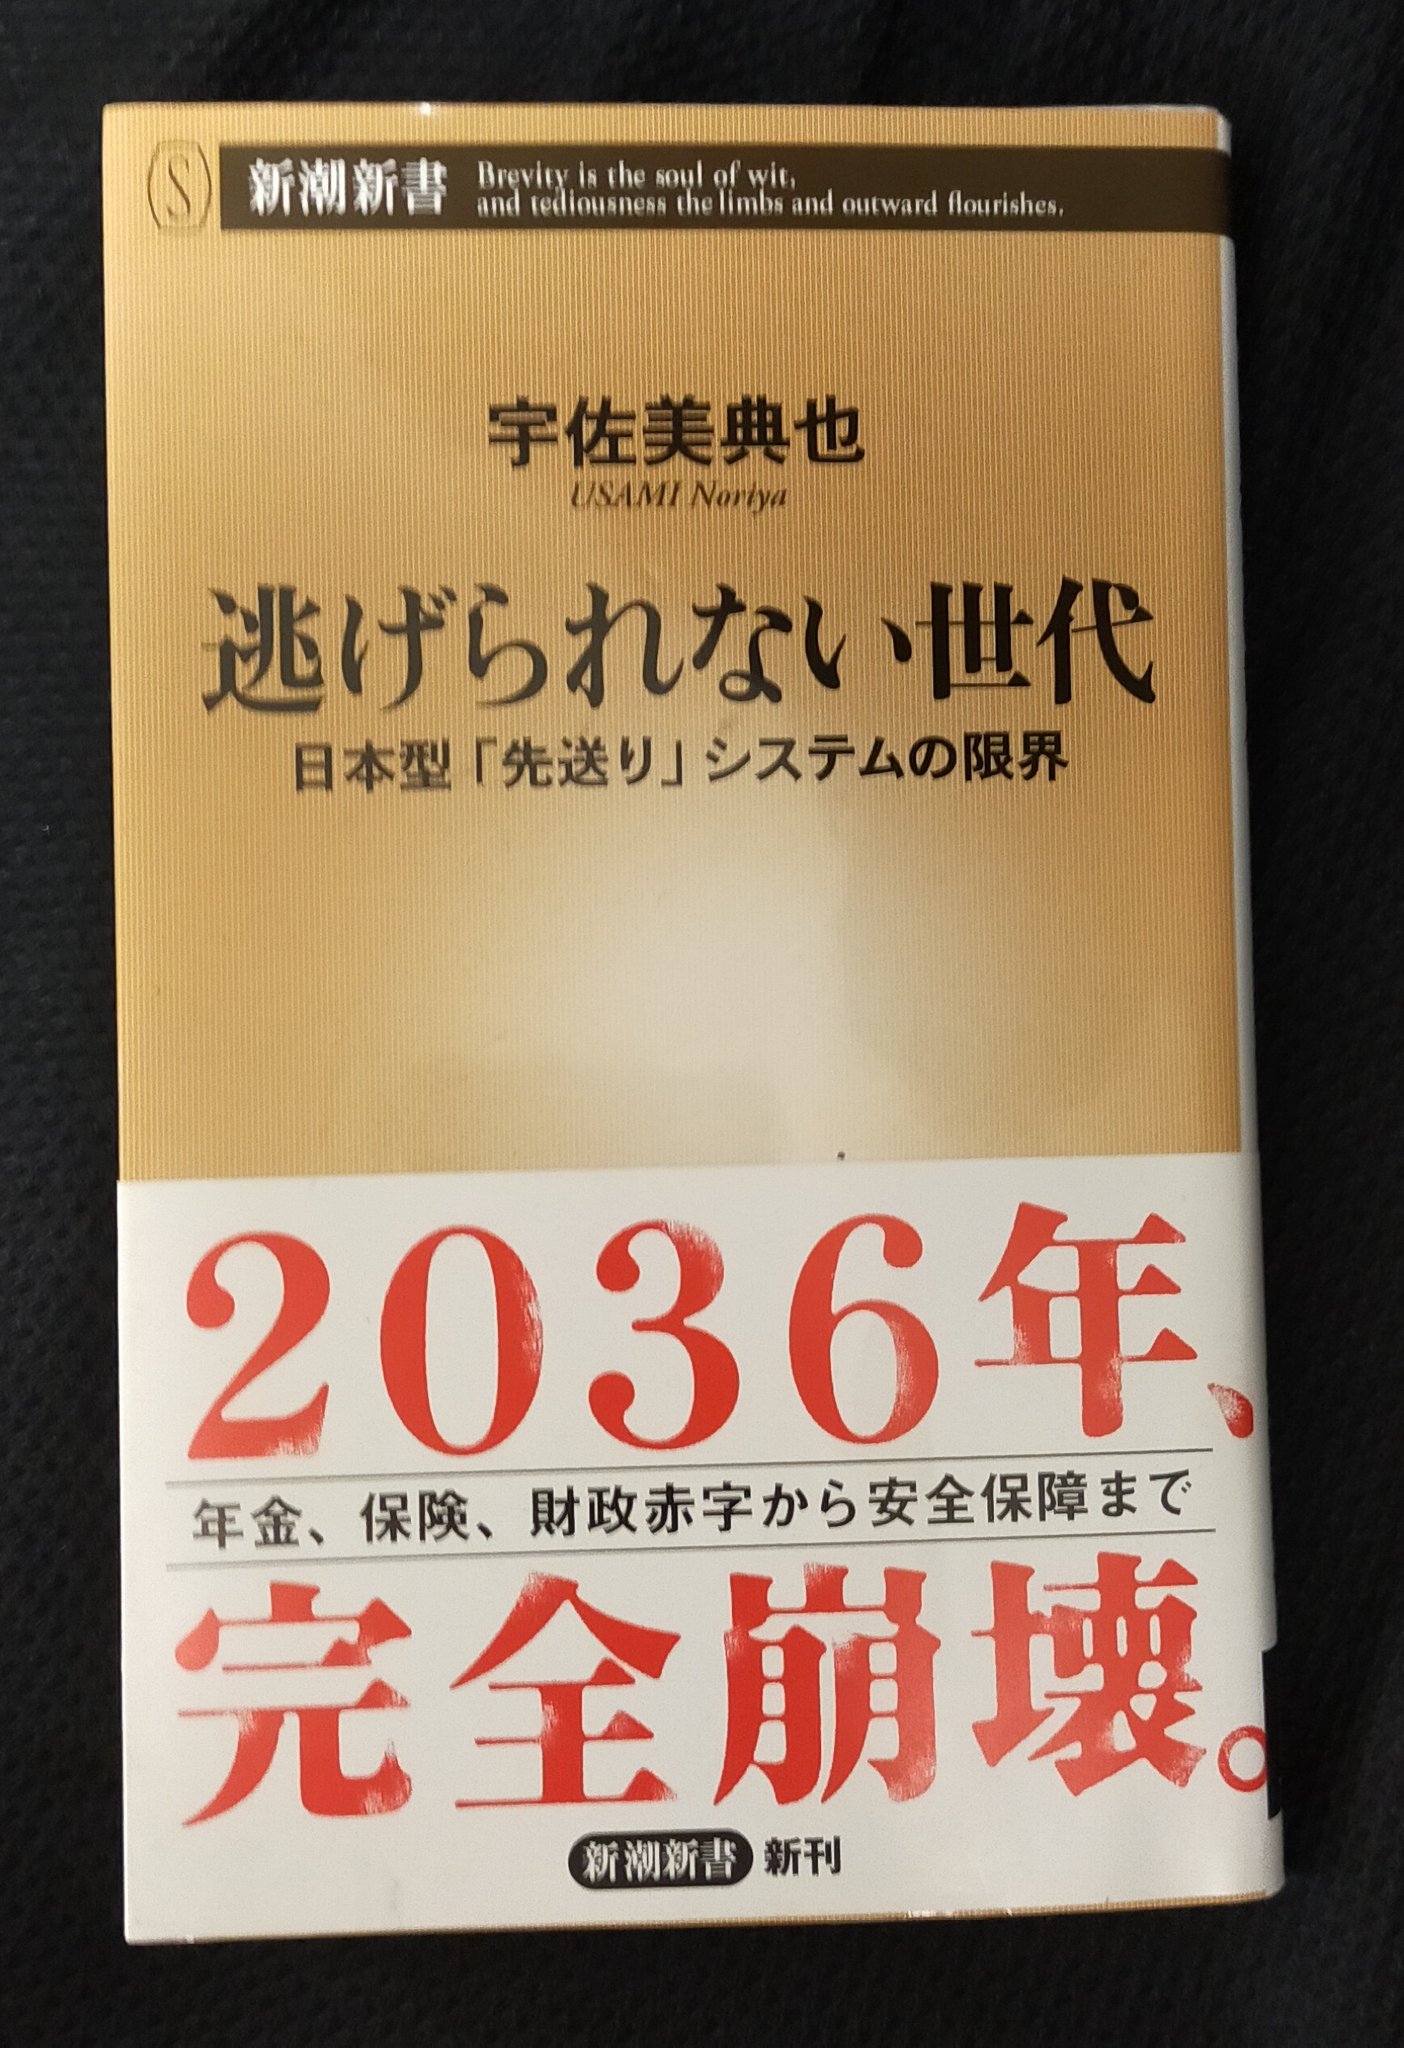 S
新潮新書
Brevity is the soul of wit,
and tediousness the limbs and outward flourishes.
宇佐美典也
USAMI Noriya
逃げられない世代
日本型「先送り」システムの限界
2036年、
年金、保険、財政赤字から安全保障まで
完全崩壊。
新潮新書 新刊